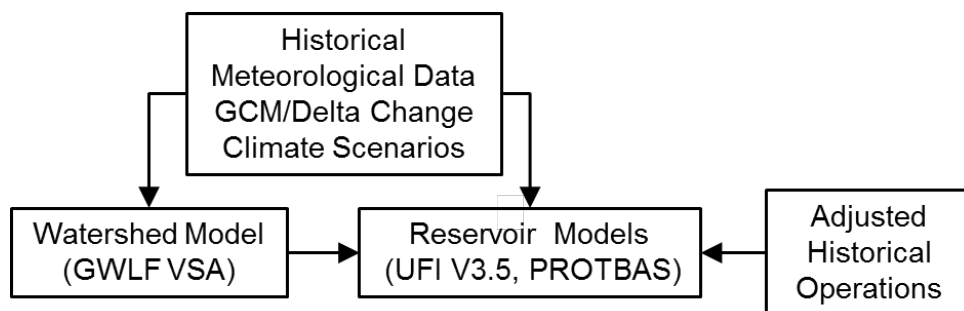 Historical
Meteorological Data
GCM/Delta Change
Climate Scenarios
Watershed Model
(GWLF VSA)
Reservoir Models
(UFI V3.5, PROTBAS)
Adjusted
Historical
Operations